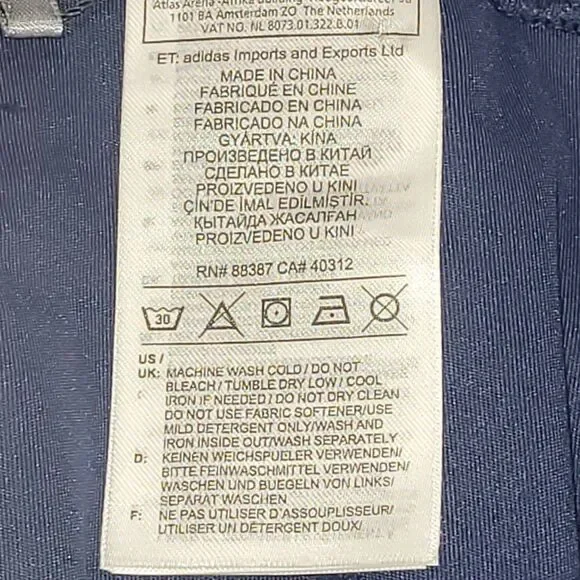 1101 BA Amsterdam ZO. The Netherlands
VAT NO. NL 8073.01.322.B.01
ET: adidas Imports and Exports Ltd
MADE IN CHINA
FABRIQUÉ EN CHINE
FABRICADO EN CHINA
FABRICADO NA CHINA
GYÁRTVA: KÍNA
ПРОИЗВЕДЕНО В КИТАЙ
СДЕЛАНО В КИТАЕ
PROIZVEDENO U KINI
ÇİN'DE İMAL EDİLMİŞTİR.
ҚЫТАЙДА ЖАСАЛҒАН
PROIZVEDENO U KINI
RN# 88387 CA# 40312
30
US /
UK: MACHINE WASH COLD / DO NOT
BLEACH / TUMBLE DRY LOW / COOL
IRON IF NEEDED / DO NOT DRY CLEAN
DO NOT USE FABRIC SOFTENER/USE
MILD DETERGENT ONLY/WASH AND
IRON INSIDE OUT/WASH SEPARATELY
D: KEINEN WEICHSPUELER VERWENDEN/
BITTE FEINWASCHMITTEL VERWENDEN/
WASCHEN UND BUEGELN VON LINKS/
SEPARAT WASCHEN
F: NE PAS UTILISER D'ASSOUPLISSEUR/
UTILISER UN DÉTERGENT DOUX/